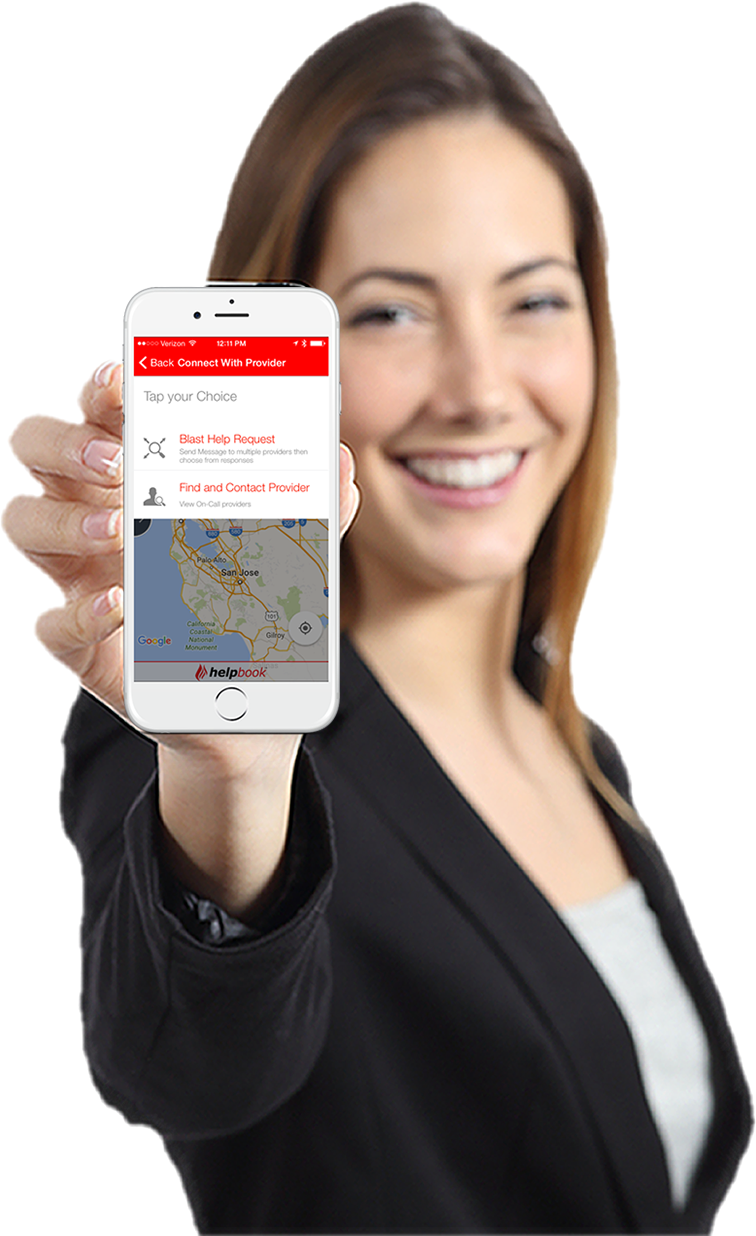 Verizon 12:11 PM
Back Connect With Provider
Tap your Choice
Blast Help Request
Send Message to multiple providers then
choose from responses
Find and Contact Provider
View On-Call providers
Palo Alto
San Jose
101
California
Coastal
National
Monument
Gilroy
Google
helpbook